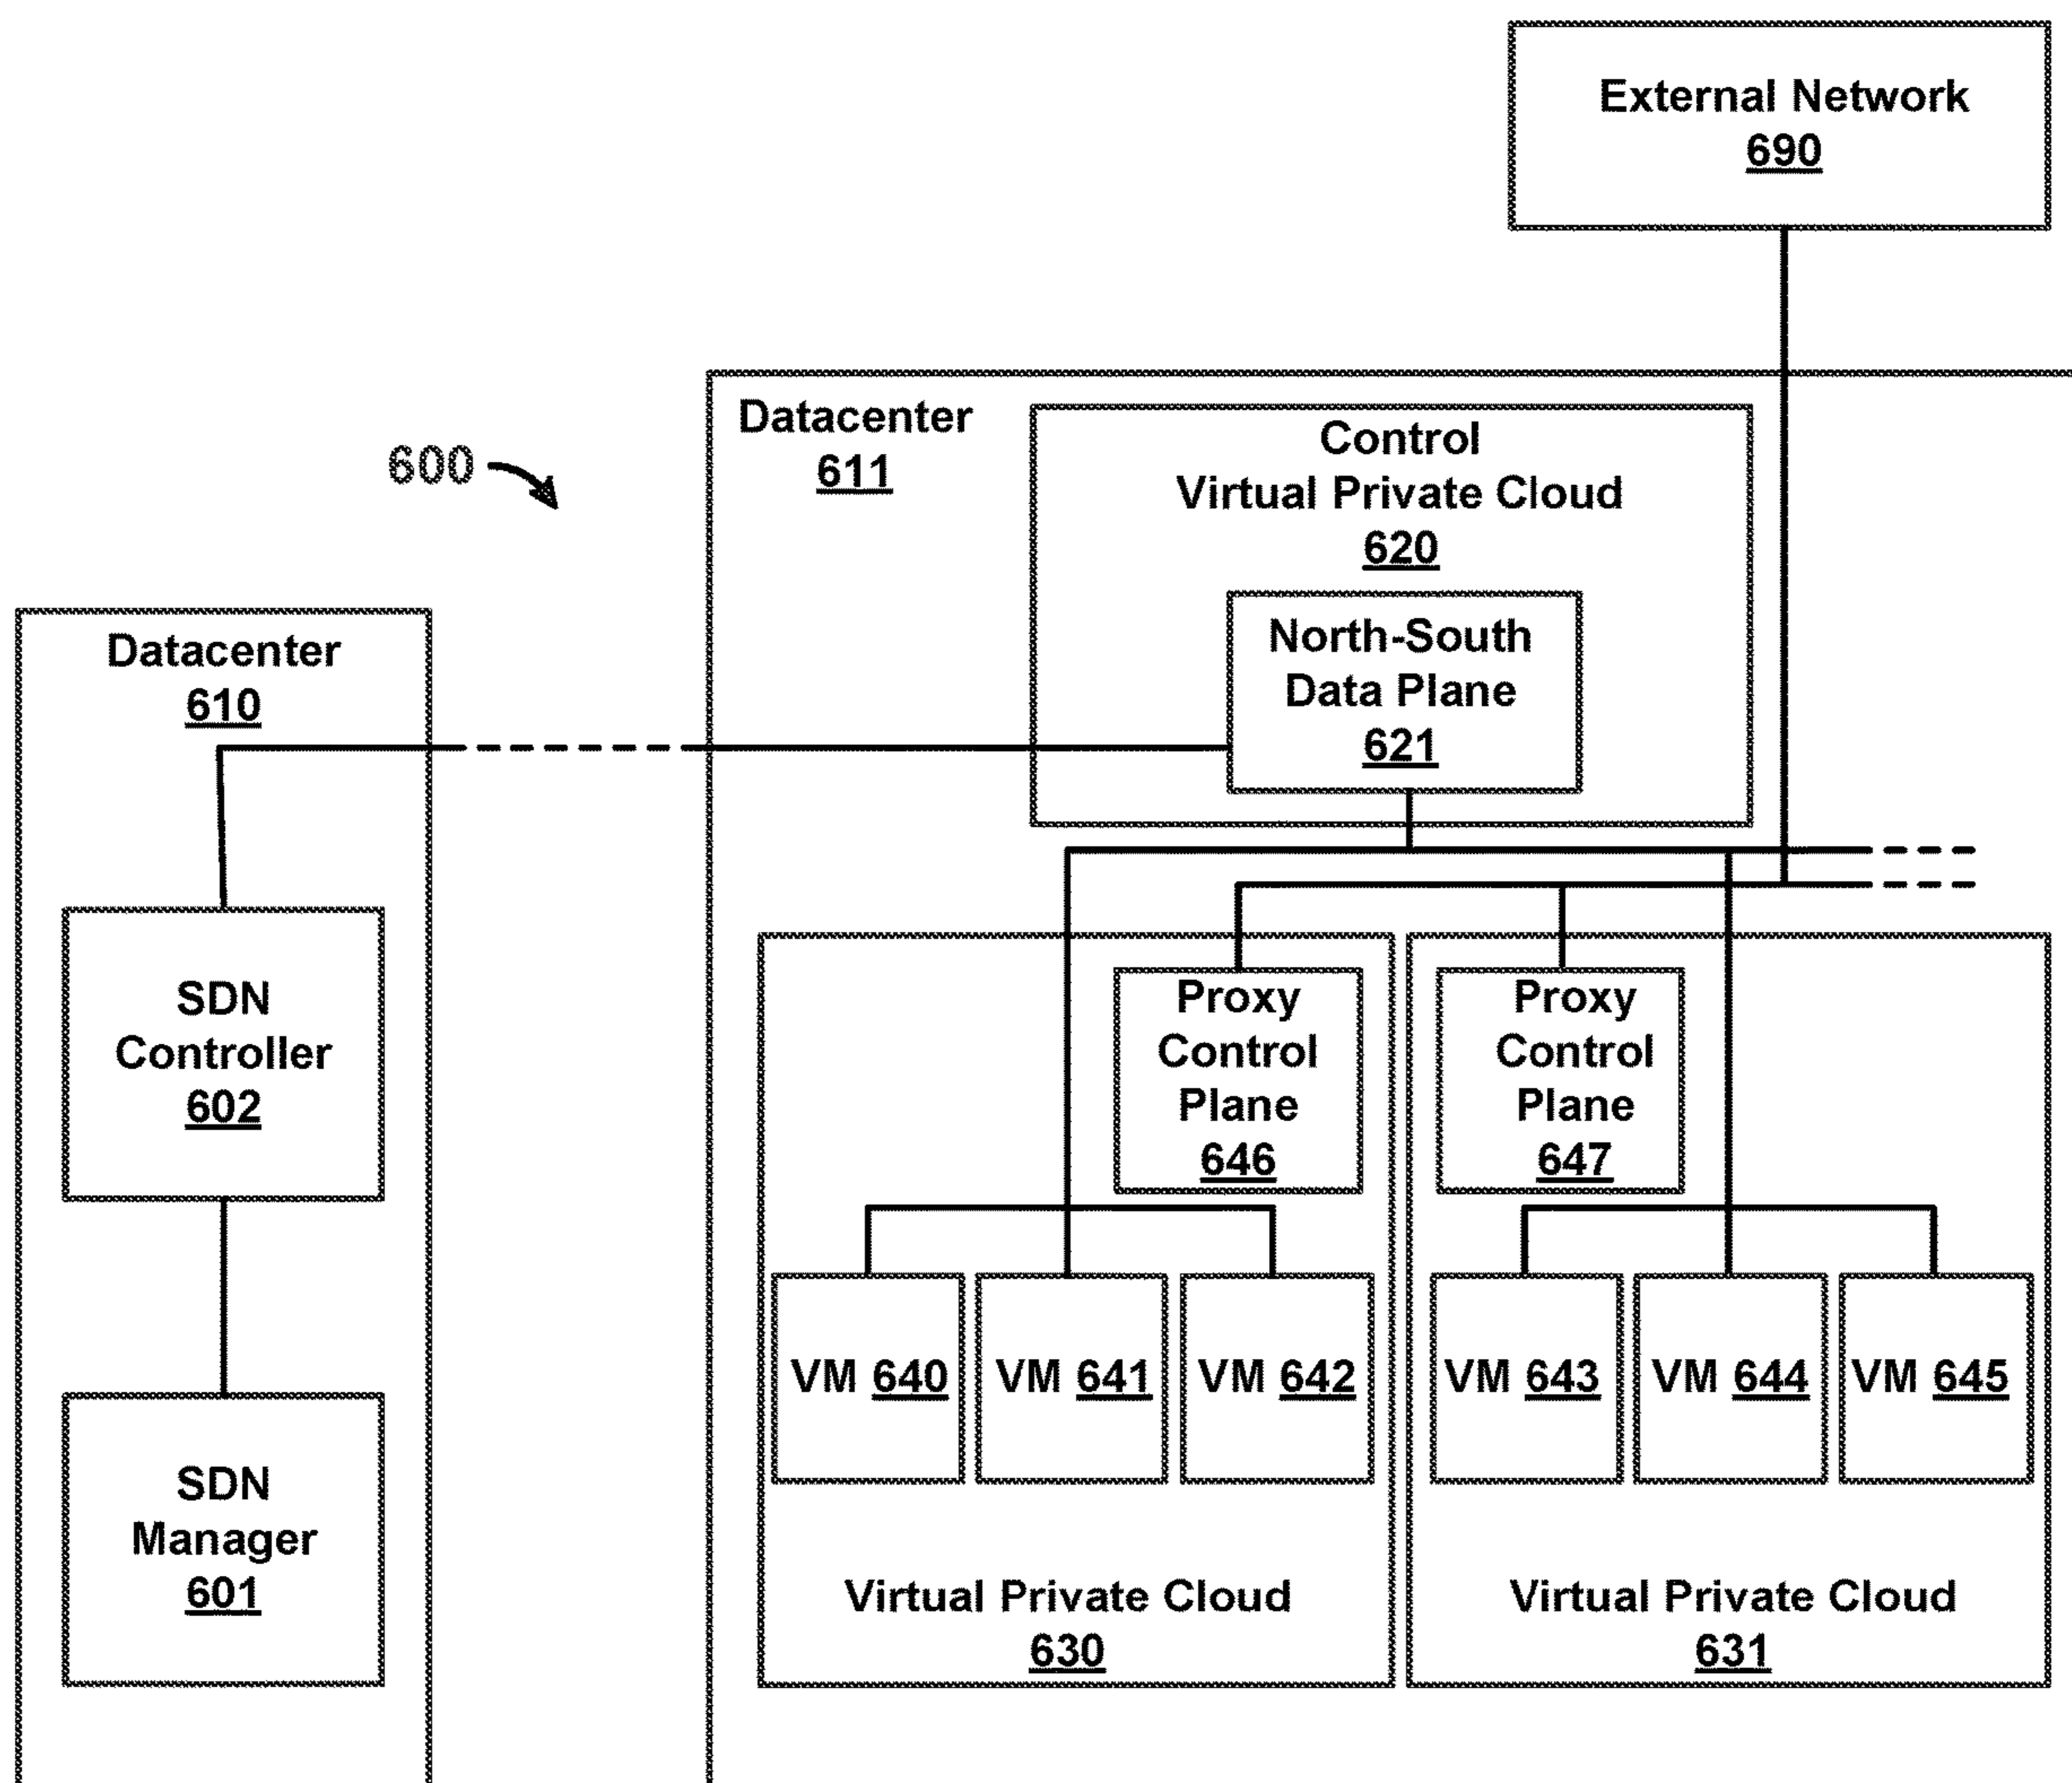 External Network
690
Datacenter
611
Control
Virtual Private Cloud
620
600
North-South
Data Plane
621
Datacenter
610
SDN
Controller
602
SDN
Manager
601
Proxy
Control
Plane
646
Proxy
Control
Plane
647
VM 640
VM 641
VM 642
VM 643
VM 644
VM 645
Virtual Private Cloud
630
Virtual Private Cloud
631